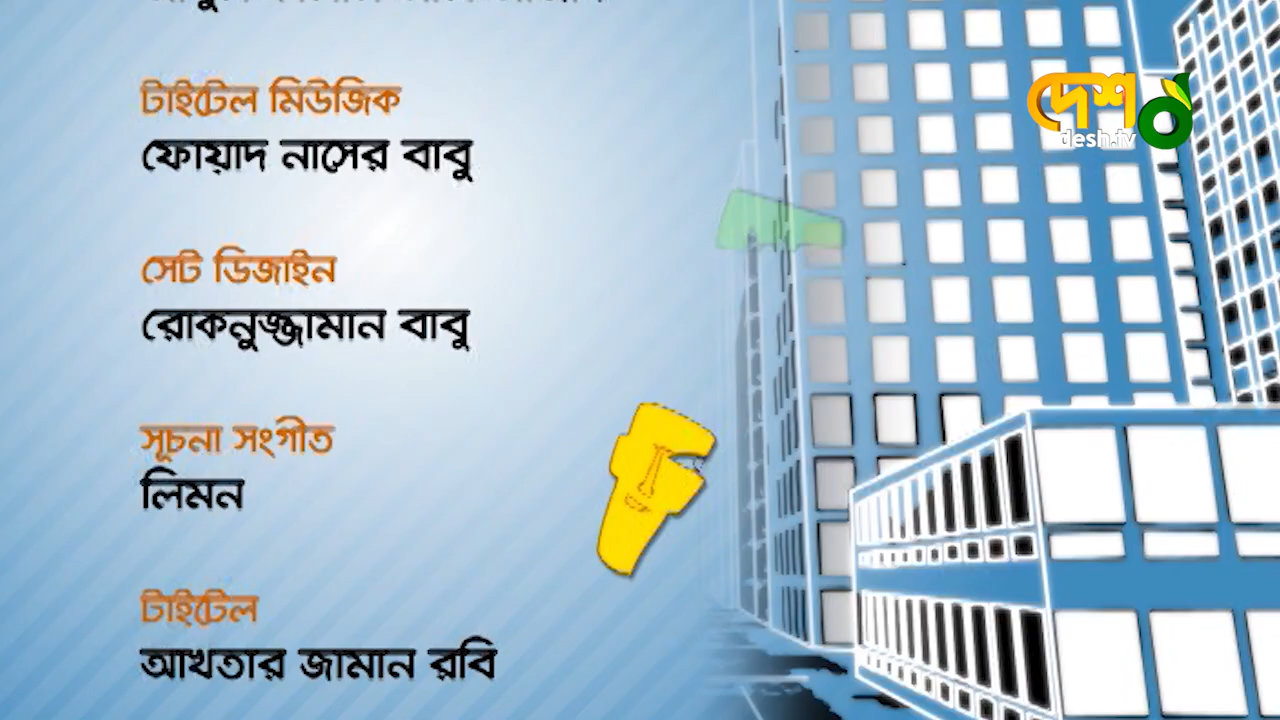 টাইটেল মিউজিক
ফোয়াদ নাসের বাবু
সেট ডিজাইন
রোকনুজ্জামান বাবু
সূচনা সংগীত
লিমন
টাইটেল
আখতার জামান রবি
দেশ
desh.tv